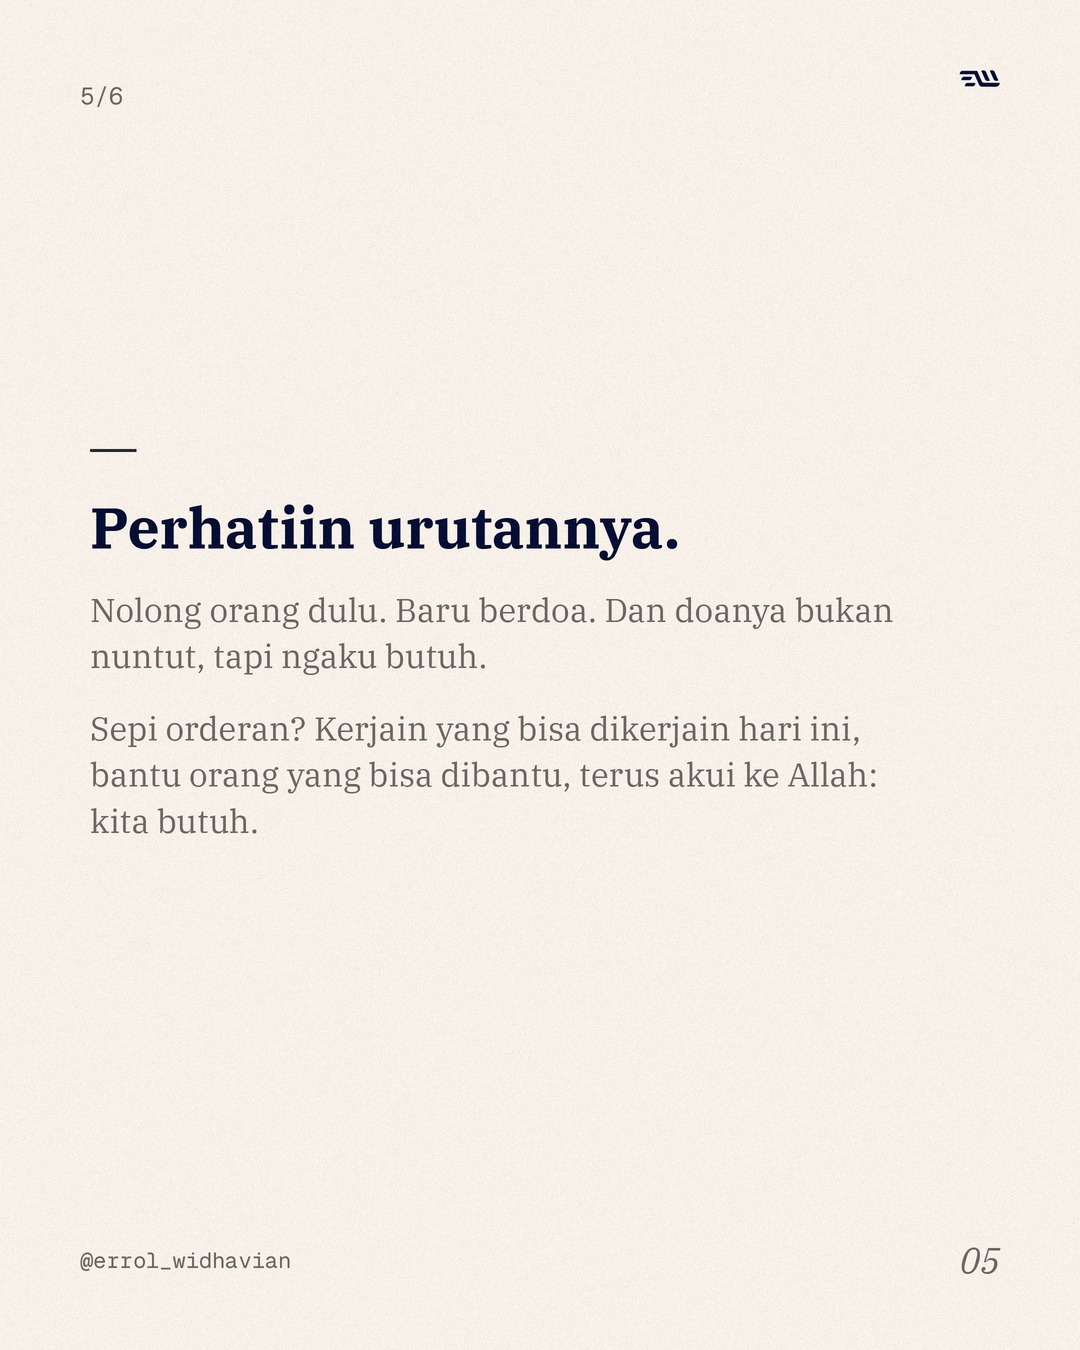 5/6
Perhatiin urutannya.
Nolong orang dulu. Baru berdoa. Dan doanya bukan
nuntut, tapi ngaku butuh.
Sepi orderan? Kerjain yang bisa dikerjain hari ini,
bantu orang yang bisa dibantu, terus akui ke Allah:
kita butuh.
@errol_widhavian
05